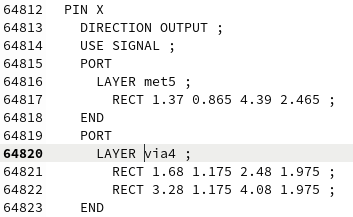 64812 PIN X
64813 DIRECTION OUTPUT ;
64814 USE SIGNAL ;
64815 PORT
64816 LAYER met5 ;
64817 RECT 1.37 0.865 4.39 2.465 ;
64818 END
64819 PORT
64820 LAYER via4 ;
64821 RECT 1.68 1.175 2.48 1.975 ;
64822 RECT 3.28 1.175 4.08 1.975 ;
64823 END